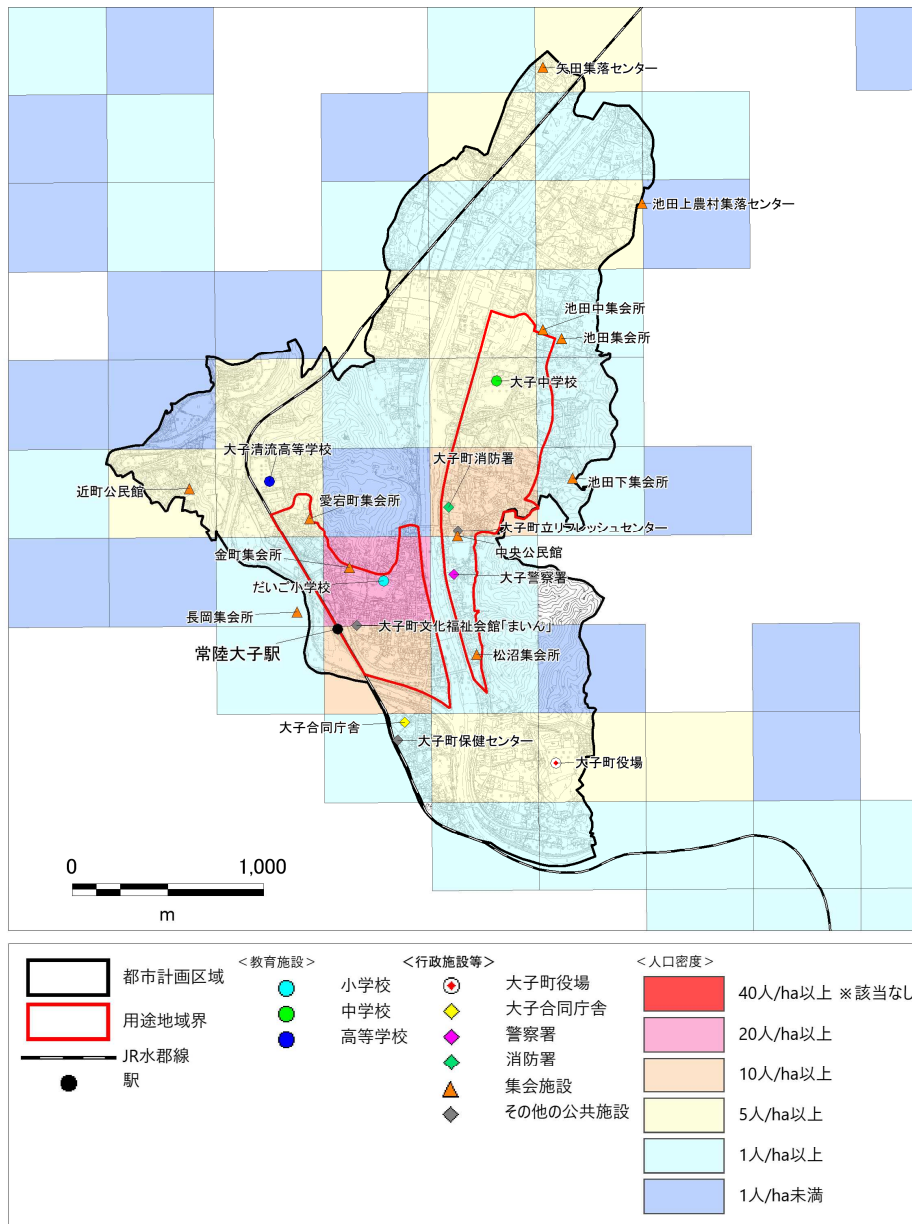 矢田集落センター
池田上農村集落センター
池田中集会所
池田集会所
大子中学校
大子清流高等学校
大子町消防署
近町公民館
池田下集会所
愛宕町集会所
大子町立リフレッシュセンター
中央公民館
金町集会所
大子警察署
だいご小学校
長岡集会所
大子町文化福祉会館「まいん」
常陸大子駅
松沼集会所
大子合同庁舎
大子町保健センター
大子町役場
0 1,000
m
都市計画区域
用途地域界
JR水郡線
駅
＜教育施設＞
小学校
中学校
高等学校
＜行政施設等＞
大子町役場
大子合同庁舎
警察署
消防署
集会施設
その他の公共施設
＜人口密度＞
40人/ha以上 ※該当なし
20人/ha以上
10人/ha以上
5人/ha以上
1人/ha以上
1人/ha未満